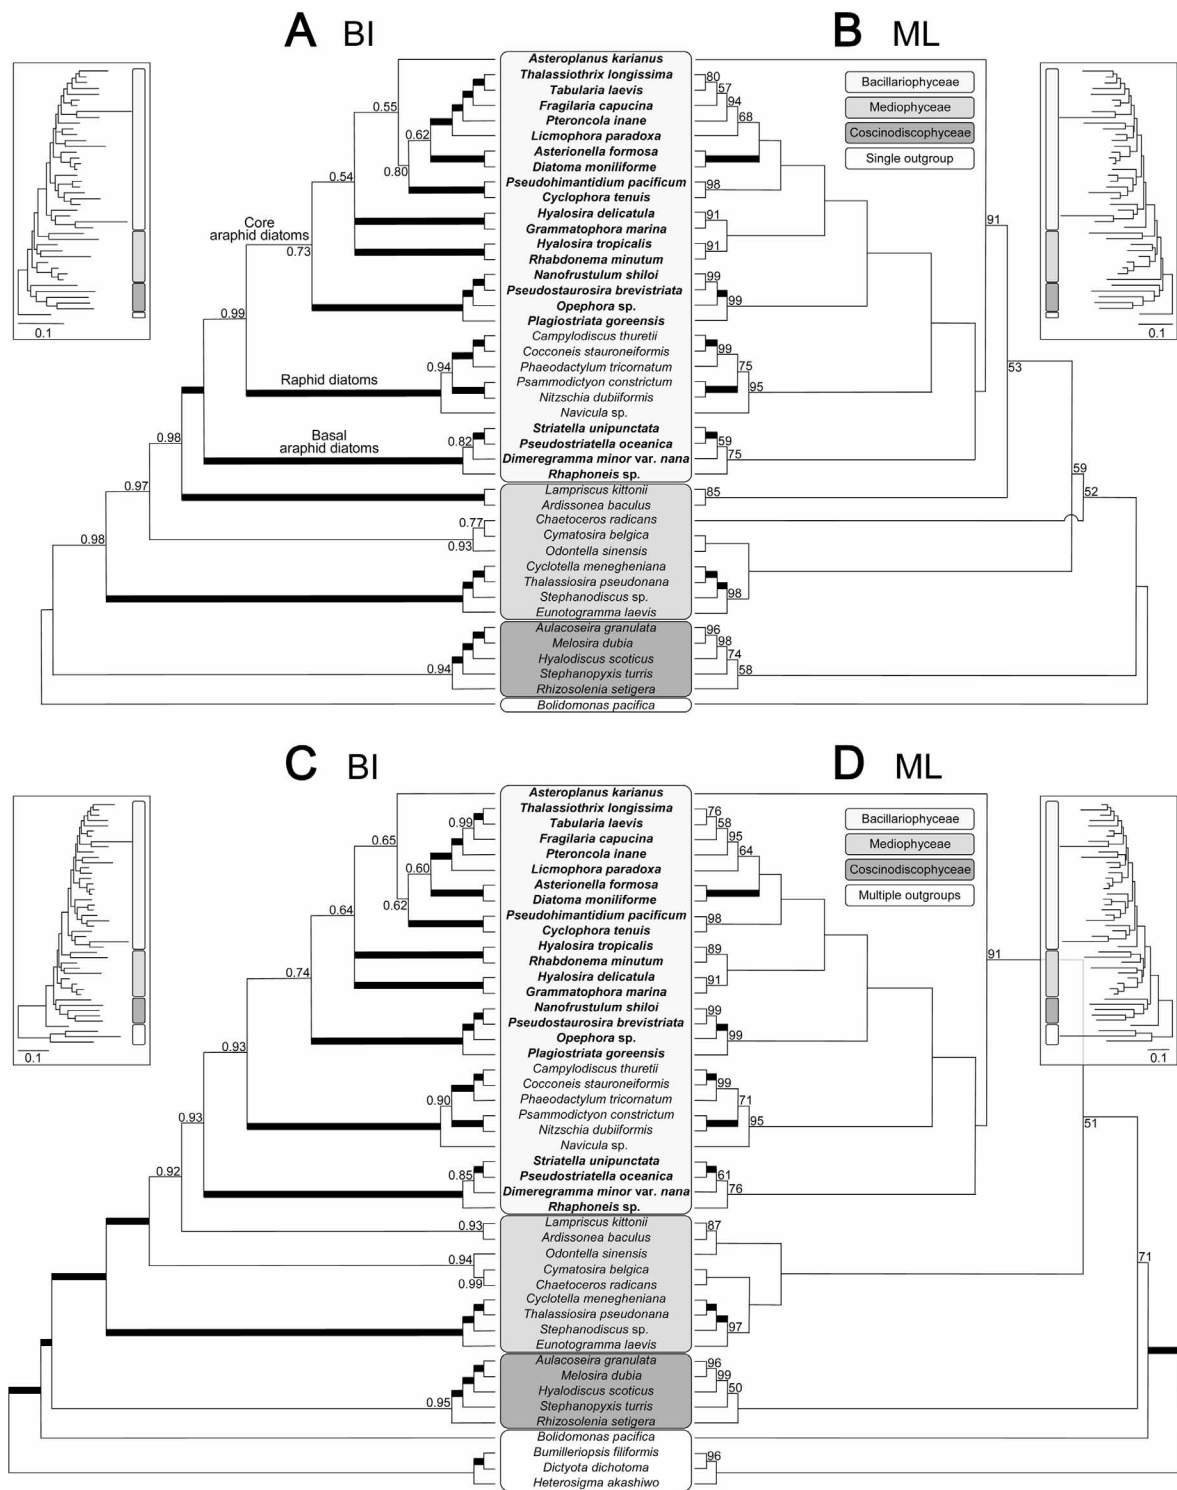 A BI
B ML
Asteroplanus karianus
Thalassiothrix longissima
Tabularia laevis
Fragilaria capucina
Pteroncola inane
Licmophora paradoxa
Asterionella formosa
Diatoma moniliforme
Pseudohimantidium pacificum
Cyclophora tenuis
Hyalosira delicatula
Grammatophora marina
Hyalosira tropicalis
Rhabdonema minutum
Nanofrustulum shiloi
Pseudostaurosira brevistriata
Opephora sp.
Plagiostriata goreensis
Campylodiscus thuretii
Cocconeis stauroneiformis
Phaeodactylum tricornatum
Psammodictyon constrictum
Nitzschia dubiiformis
Navicula sp.
Striatella unipunctata
Pseudostriatella oceanica
Dimeregramma minor var. nana
Rhaphoneis sp.
Lampriscus kittonii
Ardissonea baculus
Chaetoceros radicans
Cymatosira belgica
Odontella sinensis
Cyclotella menegheniana
Thalassiosira pseudonana
Stephanodiscus sp.
Eunotogramma laevis
Aulacoseira granulata
Melosira dubia
Hyalodiscus scoticus
Stephanopyxis turris
Rhizosolenia setigera
Bolidomonas pacifica
0.1
0.55
0.62
0.80
0.54
Core
araphid diatoms
0.73
0.99
0.94
Raphid diatoms
Basal
araphid diatoms
0.82
0.98
0.97
0.77
0.93
0.98
0.94
80
57
94
68
98
91
91
99
99
99
75
95
59
75
85
98
96
98
74
58
91
53
59
52
Bacillariophyceae
Mediophyceae
Coscinodiscophyceae
Single outgroup
0.1
C BI
D ML
Asteroplanus karianus
Thalassiothrix longissima
Tabularia laevis
Fragilaria capucina
Pteroncola inane
Licmophora paradoxa
Asterionella formosa
Diatoma moniliforme
Pseudohimantidium pacificum
Cyclophora tenuis
Hyalosira tropicalis
Rhabdonema minutum
Hyalosira delicatula
Grammatophora marina
Nanofrustulum shiloi
Pseudostaurosira brevistriata
Opephora sp.
Plagiostriata goreensis
Campylodiscus thuretii
Cocconeis stauroneiformis
Phaeodactylum tricornatum
Psammodictyon constrictum
Nitzschia dubiiformis
Navicula sp.
Striatella unipunctata
Pseudostriatella oceanica
Dimeregramma minor var. nana
Rhaphoneis sp.
Lampriscus kittonii
Ardissonea baculus
Odontella sinensis
Cymatosira belgica
Chaetoceros radicans
Cyclotella menegheniana
Thalassiosira pseudonana
Stephanodiscus sp.
Eunotogramma laevis
Aulacoseira granulata
Melosira dubia
Hyalodiscus scoticus
Stephanopyxis turris
Rhizosolenia setigera
Bolidomonas pacifica
Bumilleriopsis filiformis
Dictyota dichotoma
Heterosigma akashiwo
0.1
0.99
0.65
0.60
0.62
0.64
0.74
0.93
0.90
0.93
0.85
0.92
0.93
0.94
0.99
0.95
76
58
95
64
98
89
91
99
99
99
71
95
61
76
87
97
96
99
50
96
91
51
71
Bacillariophyceae
Mediophyceae
Coscinodiscophyceae
Multiple outgroups
0.1